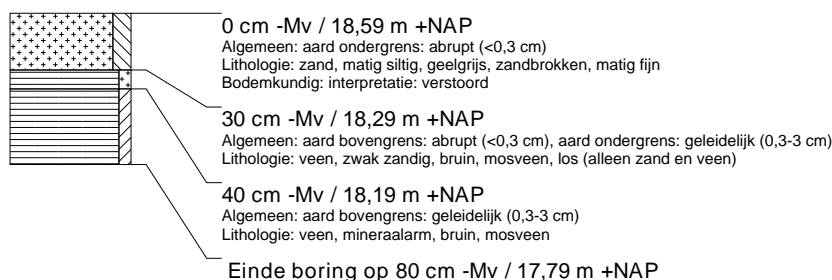 0 cm -Mv / 18,59 m +NAP
Algemeen: aard ondergrens: abrupt (<0,3 cm)
Lithologie: zand, matig siltig, geelgrijs, zandbrokken, matig fijn
Bodemkundig: interpretatie: verstoord
30 cm -Mv / 18,29 m +NAP
Algemeen: aard bovengrens: abrupt (<0,3 cm), aard ondergrens: geleidelijk (0,3-3 cm)
Lithologie: veen, zwak zandig, bruin, mosveen, los (alleen zand en veen)
40 cm -Mv / 18,19 m +NAP
Algemeen: aard bovengrens: geleidelijk (0,3-3 cm)
Lithologie: veen, mineraalarm, bruin, mosveen
Einde boring op 80 cm -Mv / 17,79 m +NAP